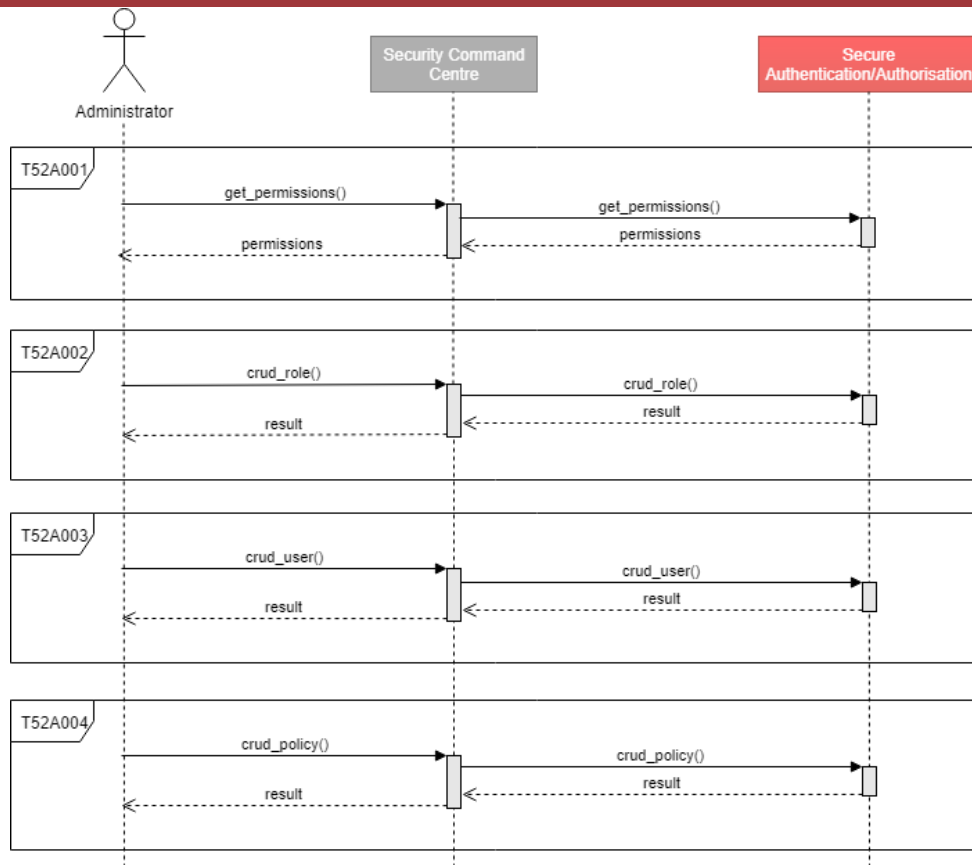 Security Command
Centre
Secure
Authentication/Authorisation
Administrator
T52A001
get_permissions()
get_permissions()
permissions
permissions
T52A002
crud_role()
crud_role()
result
result
T52A003
crud_user()
crud_user()
result
result
T52A004
crud_policy()
crud_policy()
result
result